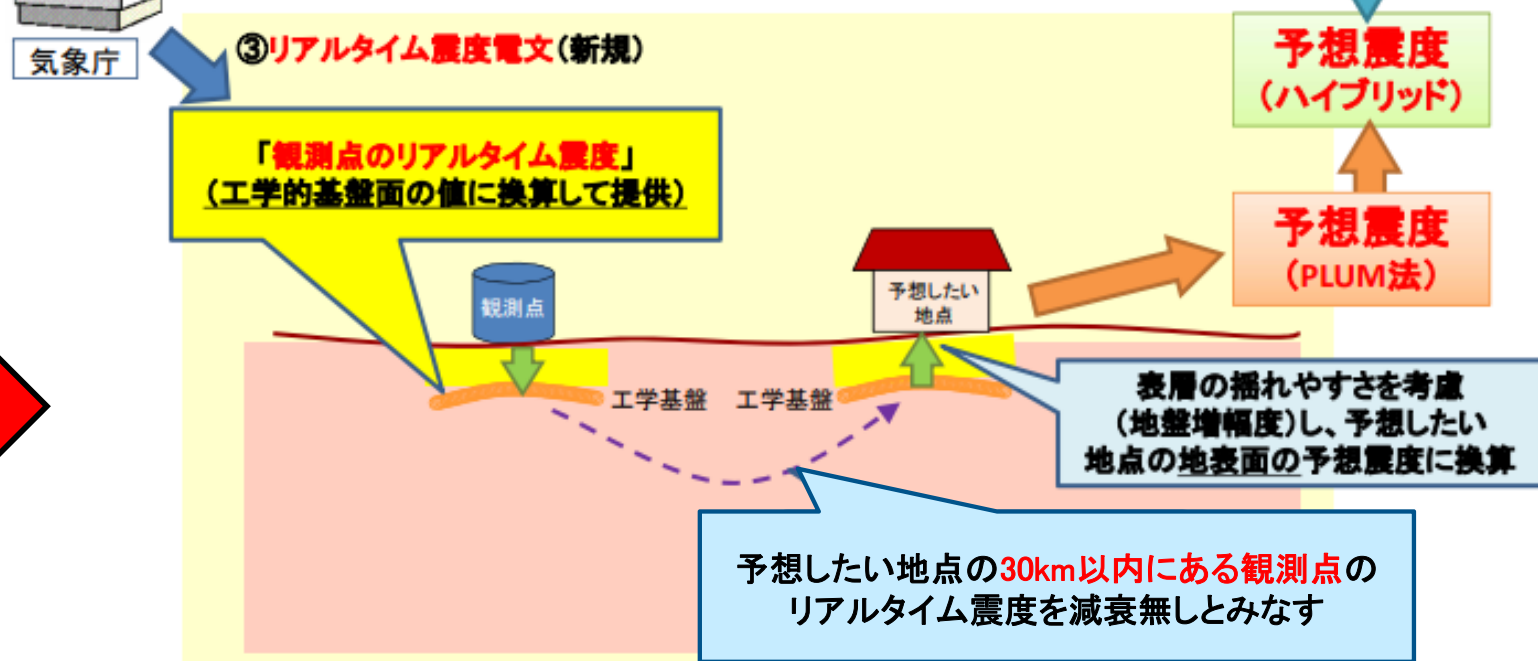 気象庁
③リアルタイム震度電文(新規)
「観測点のリアルタイム震度」
(工学的基盤面の値に換算して提供)
観測点
工学基盤
工学基盤
予想したい
地点
予想震度
(ハイブリッド)
予想震度
(PLUM法)
表層の揺れやすさを考慮
(地盤増幅度)し、予想したい
地点の地表面の予想震度に換算
予想したい地点の30km以内にある観測点の
リアルタイム震度を減衰無しとみなす